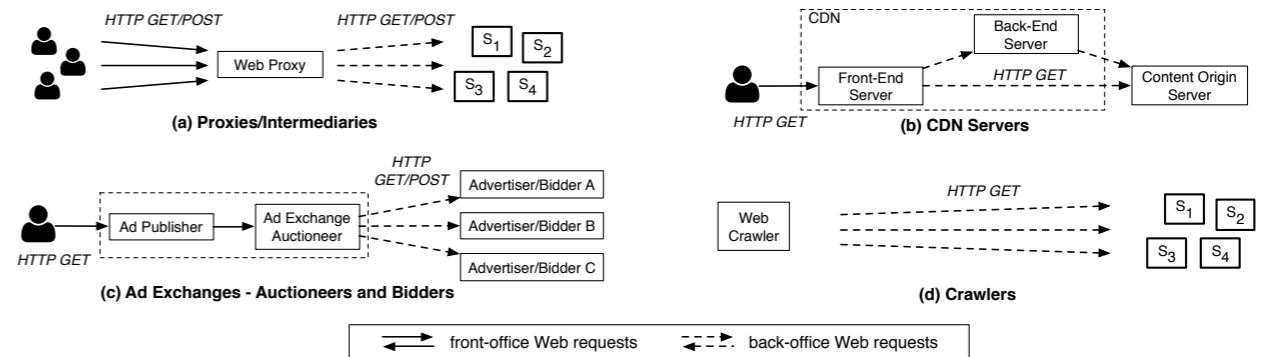 HTTP GET/POST
HTTP GET/POST
Web Proxy
S1
S2
S3
S4
(a) Proxies/Intermediaries
CDN
Back-End
Server
Front-End
Server
HTTP GET
Content Origin
Server
HTTP GET
(b) CDN Servers
HTTP
GET/POST
Ad Publisher
Ad Exchange
Auctioneer
Advertiser/Bidder A
Advertiser/Bidder B
Advertiser/Bidder C
HTTP GET
(c) Ad Exchanges - Auctioneers and Bidders
HTTP GET
Web
Crawler
S1
S2
S3
S4
(d) Crawlers
front-office Web requests
back-office Web requests